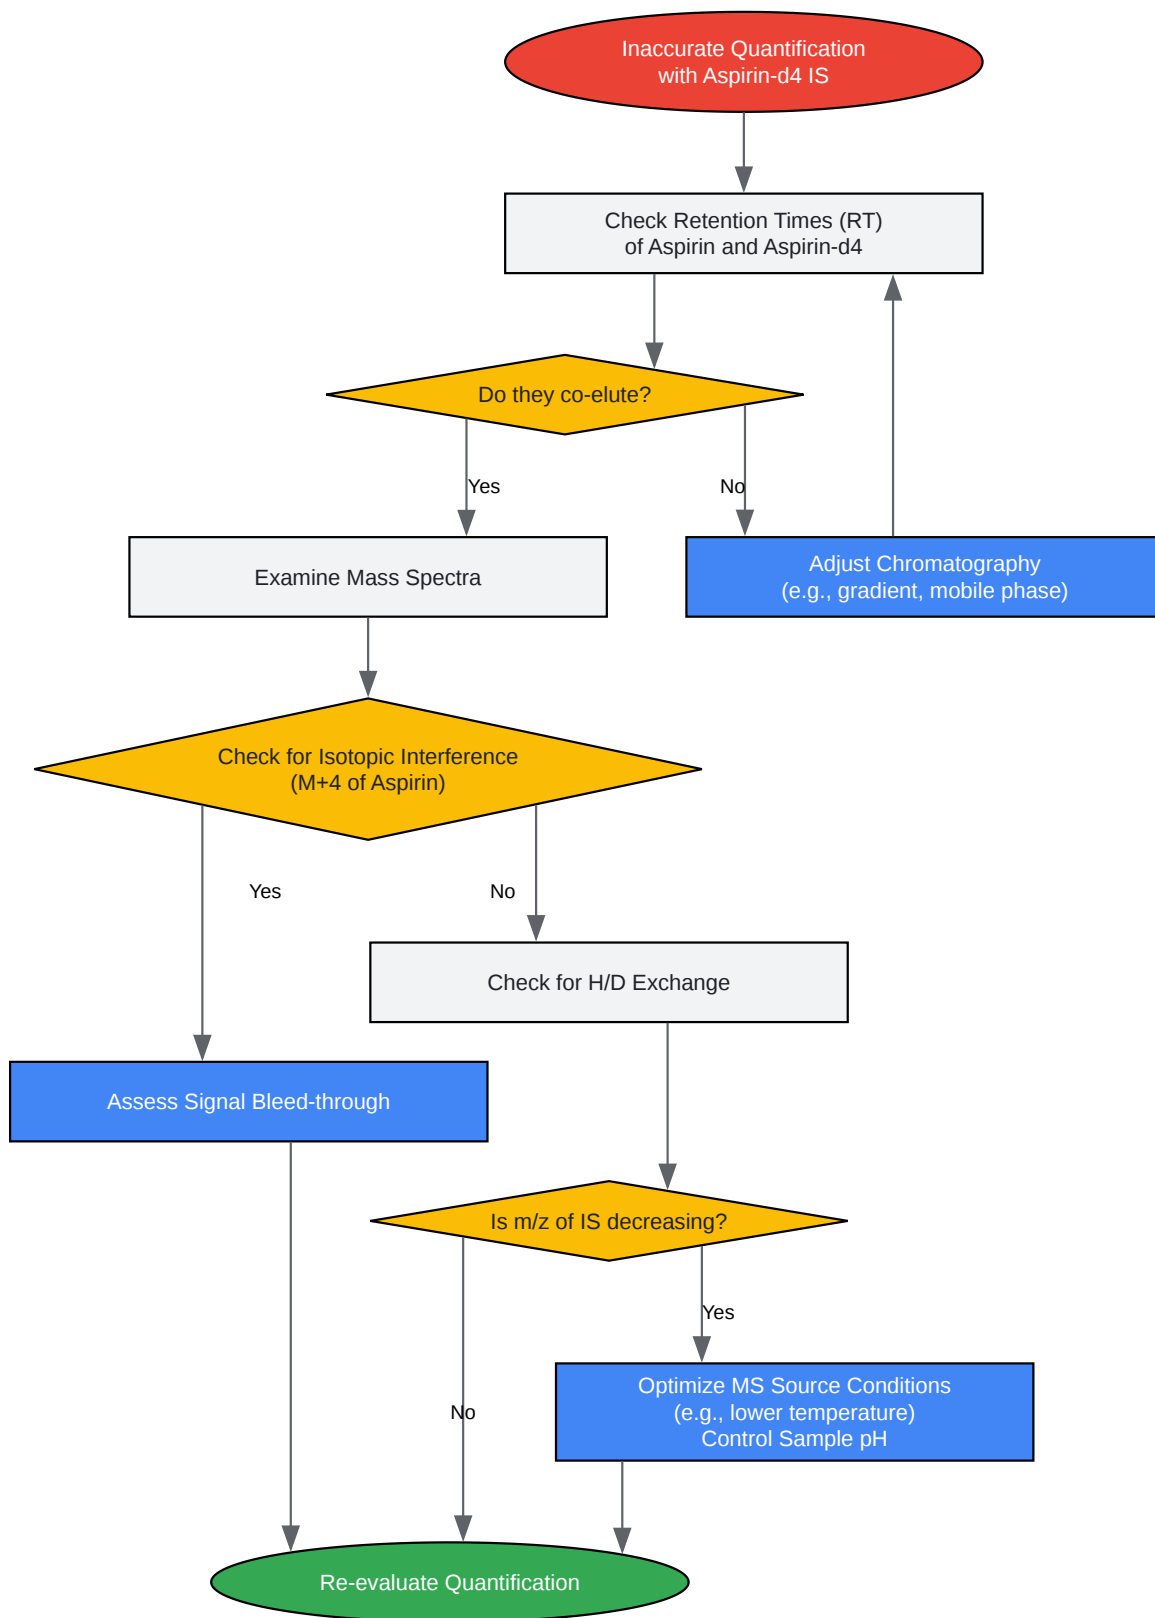 Inaccurate Quantification
with Aspirin-d4 IS
Check Retention Times (RT)
of Aspirin and Aspirin-d4
Do they co-elute?
Yes
No
Examine Mass Spectra
Adjust Chromatography
(e.g., gradient, mobile phase)
Check for Isotopic Interference
(M+4 of Aspirin)
Yes
No
Check for H/D Exchange
Assess Signal Bleed-through
Is m/z of IS decreasing?
Yes
Optimize MS Source Conditions
(e.g., lower temperature)
Control Sample pH
No
Re-evaluate Quantification